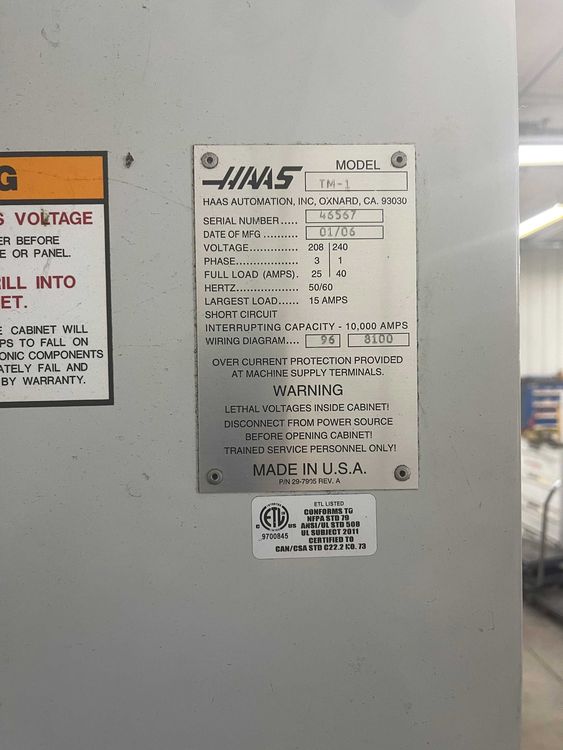 G
S VOLTAGE
ER BEFORE
E OR PANEL.
RILL INTO
ET.
E CABINET WILL
PS TO FALL ON
ONIC COMPONENTS
ATELY FAIL AND
BY WARRANTY.
HAAS MODEL
TM-1
HAAS AUTOMATION, INC, OXNARD, CA. 93030
SERIAL NUMBER..... 46567
DATE OF MFG ........ 01/06
VOLTAGE............... 208 240
PHASE................... 3 1
FULL LOAD (AMPS). 25 40
HERTZ................... 50/60
LARGEST LOAD...... 15 AMPS
SHORT CIRCUIT
INTERRUPTING CAPACITY - 10,000 AMPS
WIRING DIAGRAM.... 96 8100
OVER CURRENT PROTECTION PROVIDED
AT MACHINE SUPPLY TERMINALS.
WARNING
LETHAL VOLTAGES INSIDE CABINET!
DISCONNECT FROM POWER SOURCE
BEFORE OPENING CABINET!
TRAINED SERVICE PERSONNEL ONLY!
MADE IN U.S.A.
P/N 29-7995 REV. A
ETL LISTED
CONFORMS TO
NFPA STD 79
ANSI/UL STD 508
UL SUBJECT 2011
CERTIFIED TO
CAN/CSA STD C22.2 NO. 73
C ETL US
9700845